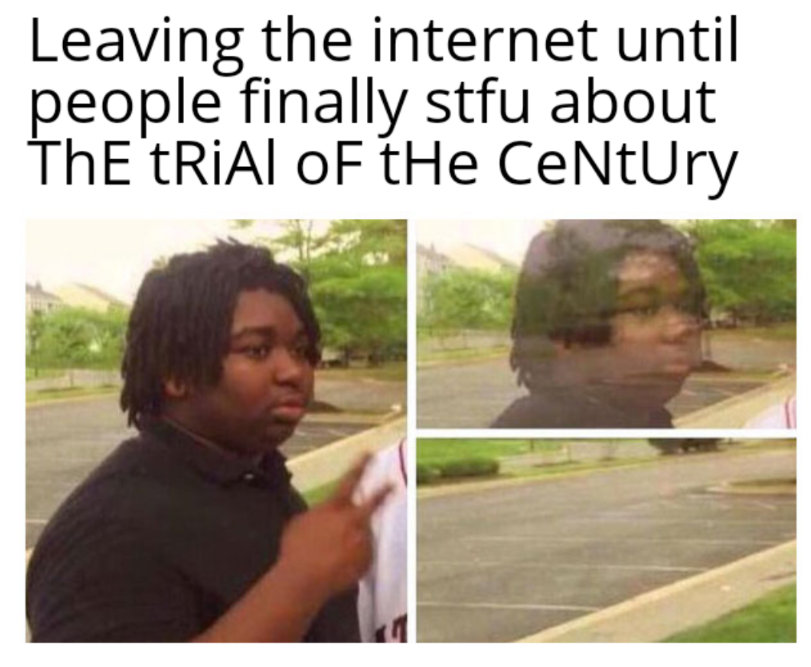 Leaving the internet until
people finally stfu about
ThE tRiAl oF tHe CeNtUry